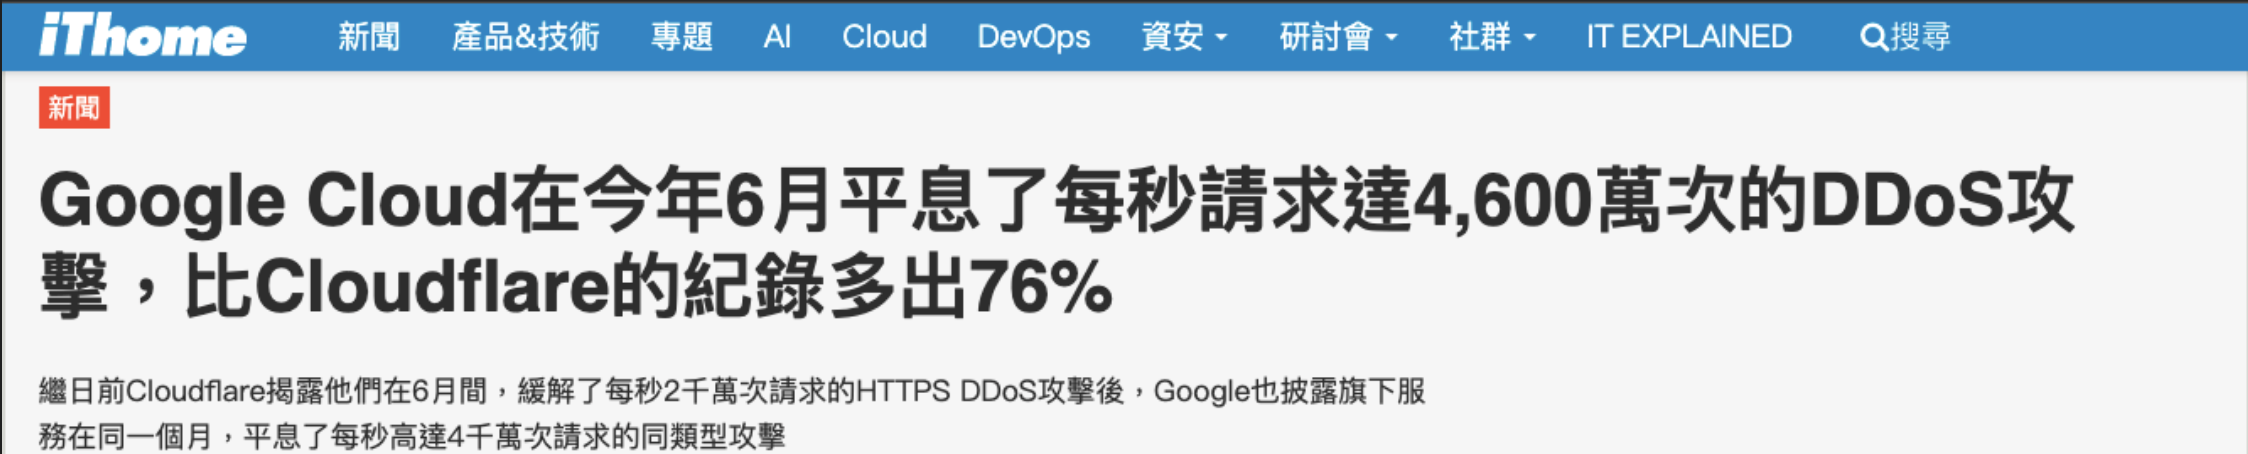 iThome 新聞 產品&技術 專題 AI Cloud DevOps 資安 研討會 社群 IT EXPLAINED 搜尋
新聞
Google Cloud在今年6月平息了每秒請求達4,600萬次的DDoS攻
擊，比Cloudflare的紀錄多出76%
繼日前Cloudflare揭露他們在6月間，緩解了每秒2千萬次請求的HTTPS DDoS攻擊後，Google也披露旗下服
務在同一個月，平息了每秒高達4千萬次請求的同類型攻擊